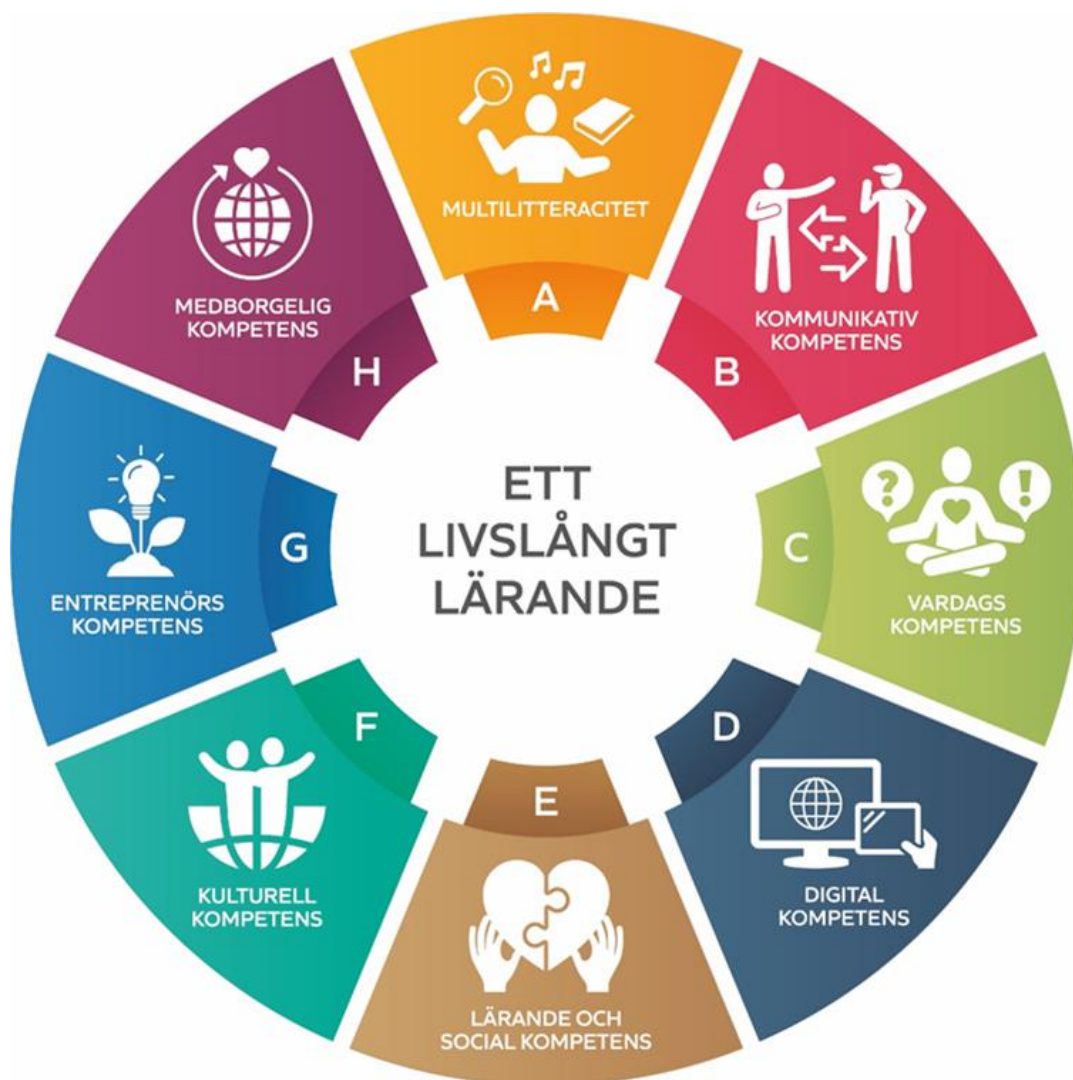 MULTILITTERACITET
A
KOMMUNIKATIV
KOMPETENS
B
VARDAGS
KOMPETENS
C
?
!
DIGITAL
KOMPETENS
D
LÄRANDE OCH
SOCIAL KOMPETENS
E
KULTURELL
KOMPETENS
F
ENTREPRENÖRS
KOMPETENS
G
MEDBORGELIG
KOMPETENS
H
ETT
LIVSLÅNGT
LÄRANDE